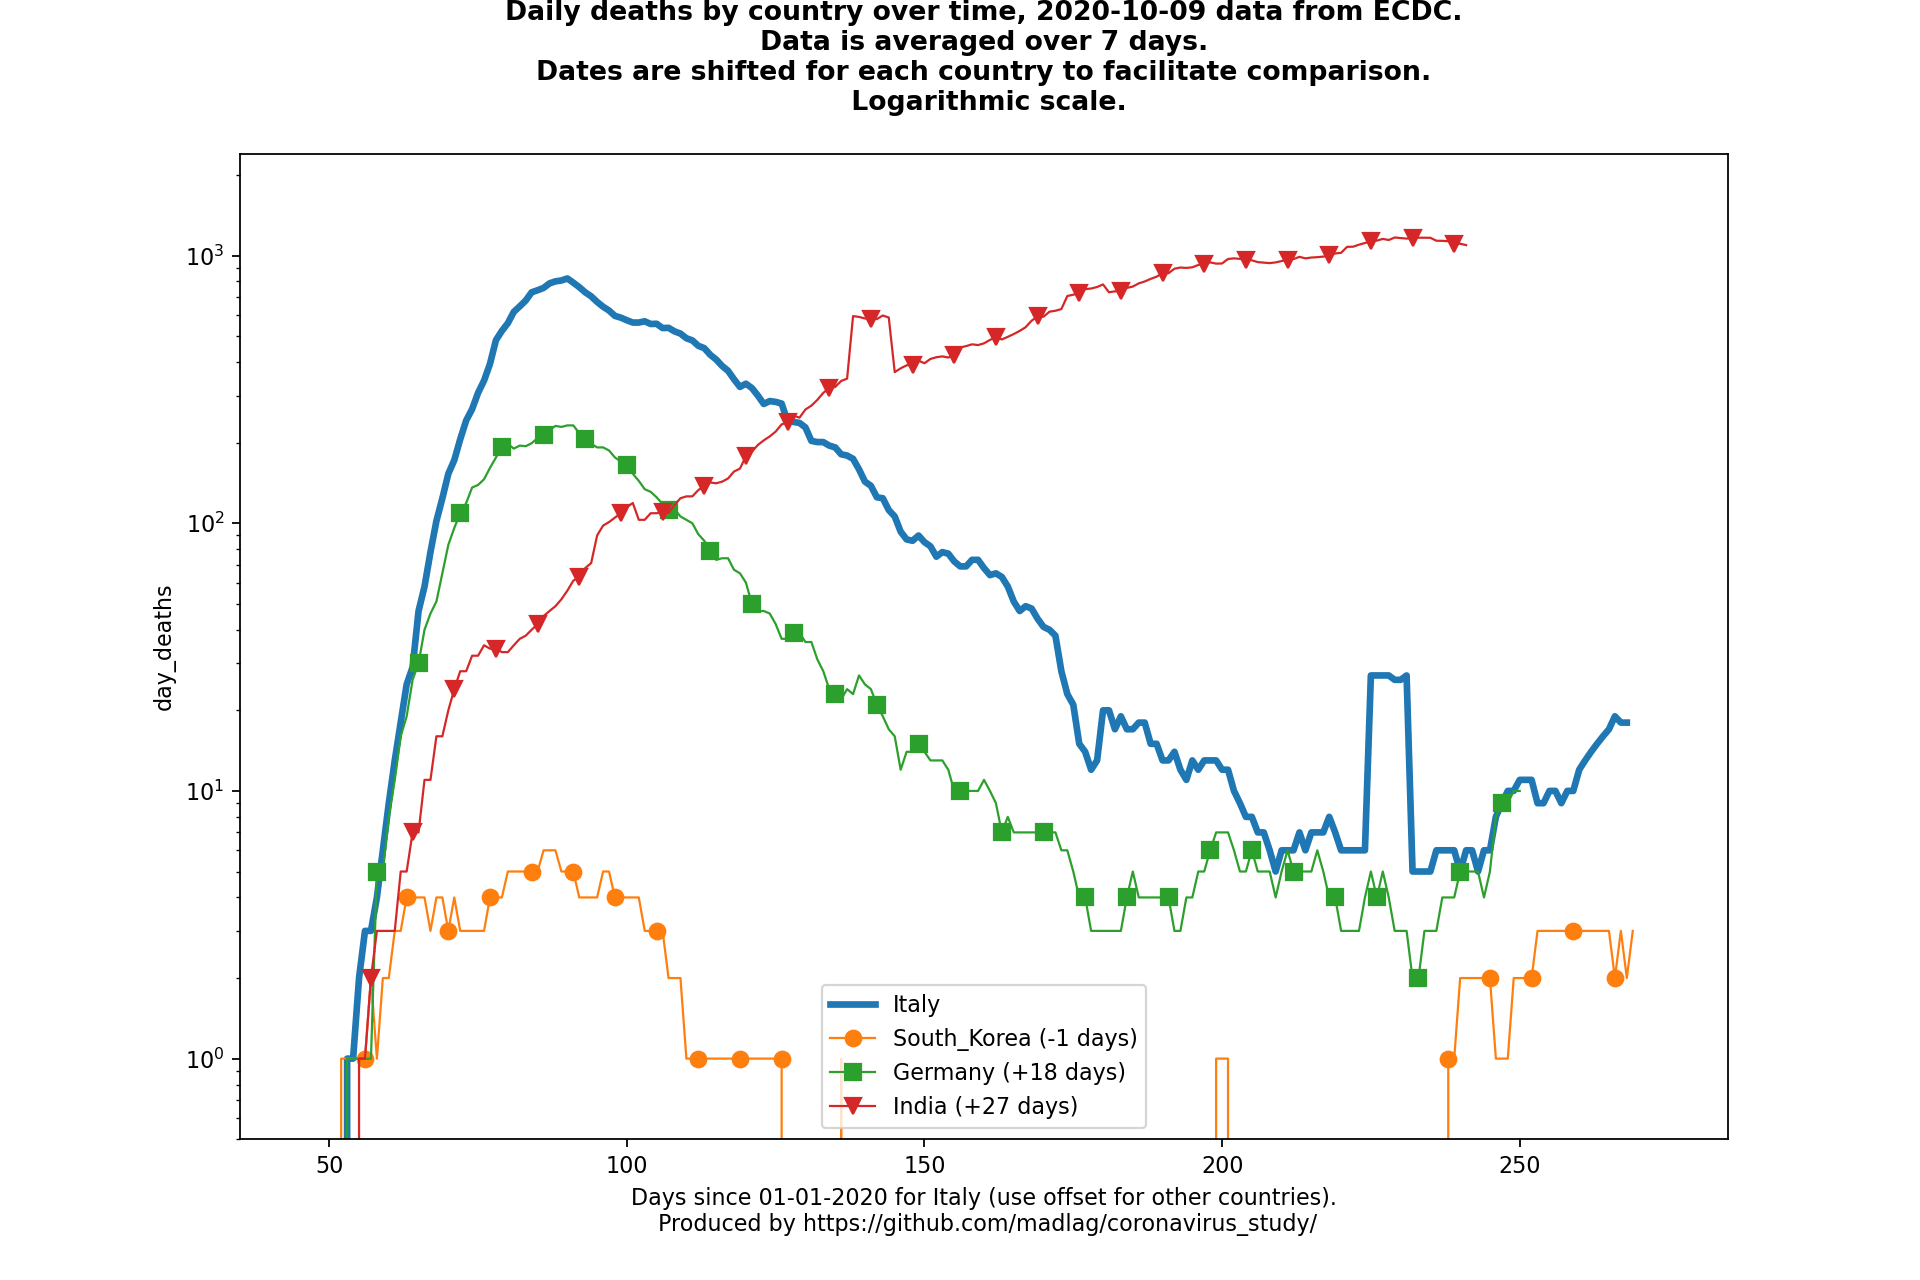 Daily deaths by country over time, 2020-10-09 data from ECDC.
Data is averaged over 7 days.
Dates are shifted for each country to facilitate comparison.
Logarithmic scale.
10³
10²
10¹
10⁰
day_deaths
Italy
South_Korea (-1 days)
Germany (+18 days)
India (+27 days)
50
100
150
200
250
Days since 01-01-2020 for Italy (use offset for other countries).
Produced by https://github.com/madlag/coronavirus_study/